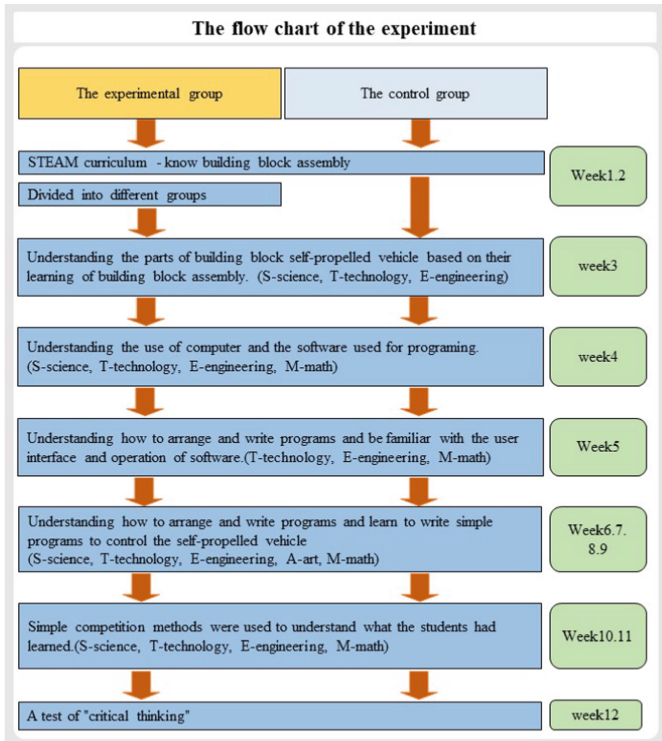 The flow chart of the experiment
The experimental group
The control group
STEAM curriculum - know building block assembly
Week1.2
Divided into different groups
Understanding the parts of building block self-propelled vehicle based on their
learning of building block assembly. (S-science, T-technology, E-engineering)
week3
Understanding the use of computer and the software used for programing.
(S-science, T-technology, E-engineering, M-math)
week4
Understanding how to arrange and write programs and be familiar with the user
interface and operation of software.(T-technology, E-engineering, M-math)
Week5
Understanding how to arrange and write programs and learn to write simple
programs to control the self-propelled vehicle
(S-science, T-technology, E-engineering, A-art, M-math)
Week6.7.
8.9
Simple competition methods were used to understand what the students had
learned.(S-science, T-technology, E-engineering, M-math)
Week10.11
A test of "critical thinking"
week12